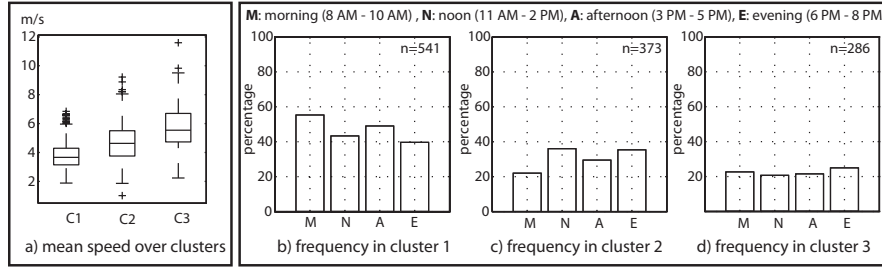 m/s
12
10
8
6
4
2
C1 C2 C3
a) mean speed over clusters
M: morning (8 AM - 10 AM) , N: noon (11 AM - 2 PM), A: afternoon (3 PM - 5 PM), E: evening (6 PM - 8 PM
percentage
100
80
60
40
20
0
n=541
M N A E
b) frequency in cluster 1
percentage
100
80
60
40
20
0
n=373
M N A E
c) frequency in cluster 2
percentage
100
80
60
40
20
0
n=286
M N A E
d) frequency in cluster 3